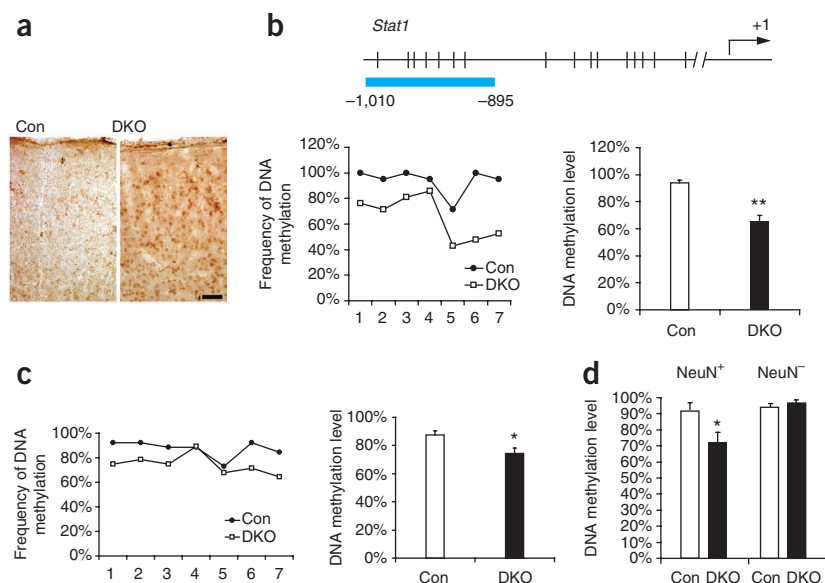 a
Con DKO
b
Stat1
+1
–1,010 –895
Frequency of DNA
methylation
120%
100%
80%
60%
40%
20%
0%
Con
DKO
1 2 3 4 5 6 7
DNA methylation level
120%
100%
80%
60%
40%
20%
0%
**
Con DKO
c
Frequency of DNA
methylation
100%
80%
60%
40%
20%
0%
Con
DKO
1 2 3 4 5 6 7
DNA methylation level
100%
80%
60%
40%
20%
0%
*
Con DKO
d
NeuN+ NeuN–
DNA methylation level
100%
90%
80%
70%
60%
50%
40%
30%
20%
10%
0%
*
Con DKO Con DKO